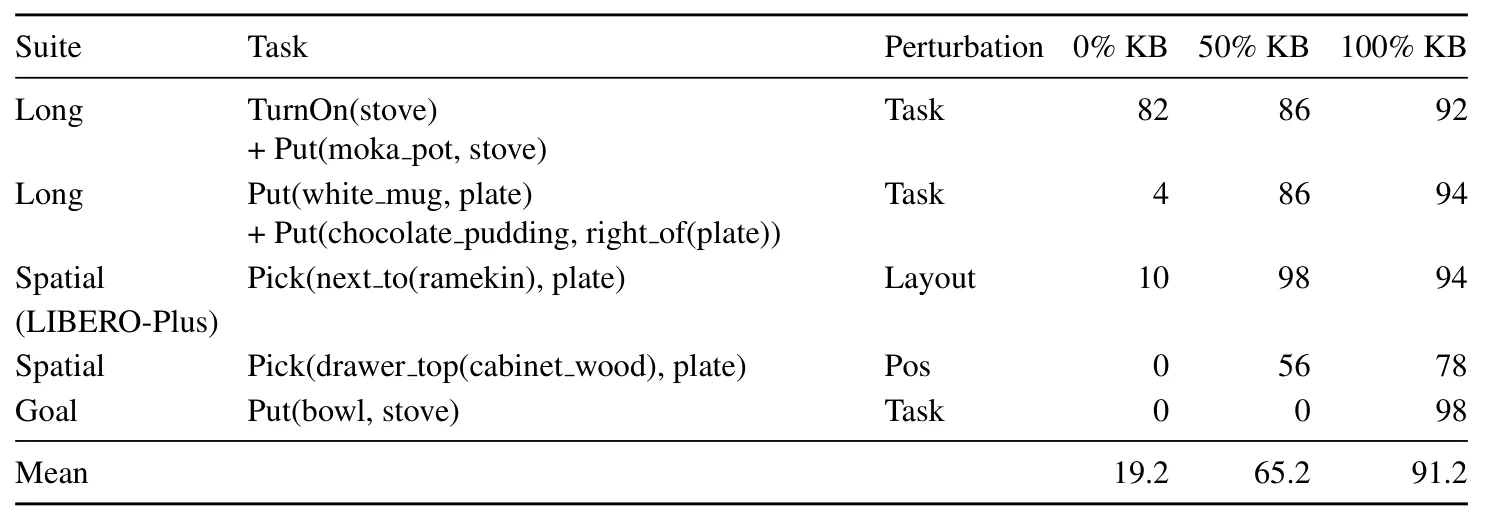 Suite Task Perturbation 0% KB 50% KB 100% KB
Long TurnOn(stove) Task 82 86 92
+ Put(moka_pot, stove)
Long Put(white_mug, plate) Task 4 86 94
+ Put(chocolate_pudding, right_of(plate))
Spatial Pick(next_to(ramekin), plate) Layout 10 98 94
(LIBERO-Plus)
Spatial Pick(drawer_top(cabinet_wood), plate) Pos 0 56 78
Goal Put(bowl, stove) Task 0 0 98
Mean 19.2 65.2 91.2